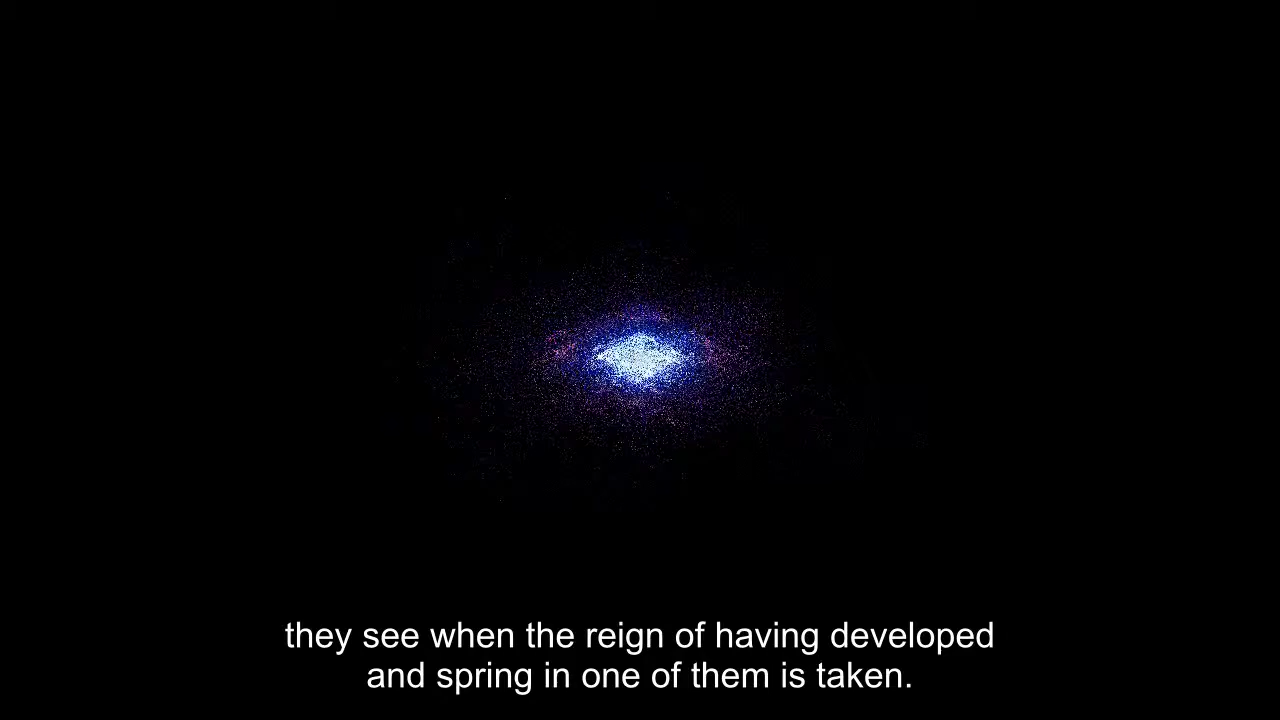 they see when the reign of having developed
and spring in one of them is taken.